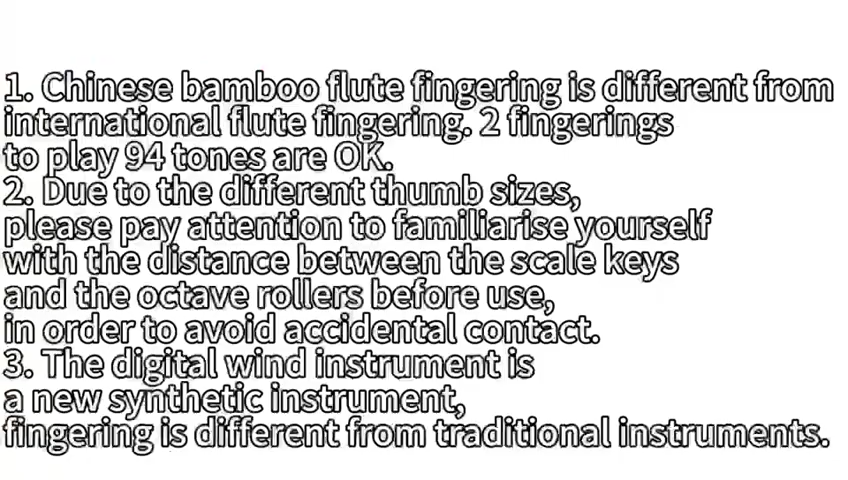 1. Chinese bamboo flute fingering is different from
international flute fingering. 2 fingerings
to play 94 tones are OK.
2. Due to the different thumb sizes,
please pay attention to familiarise yourself
with the distance between the scale keys
and the octave rollers before use,
in order to avoid accidental contact.
3. The digital wind instrument is
a new synthetic instrument,
fingering is different from traditional instruments.